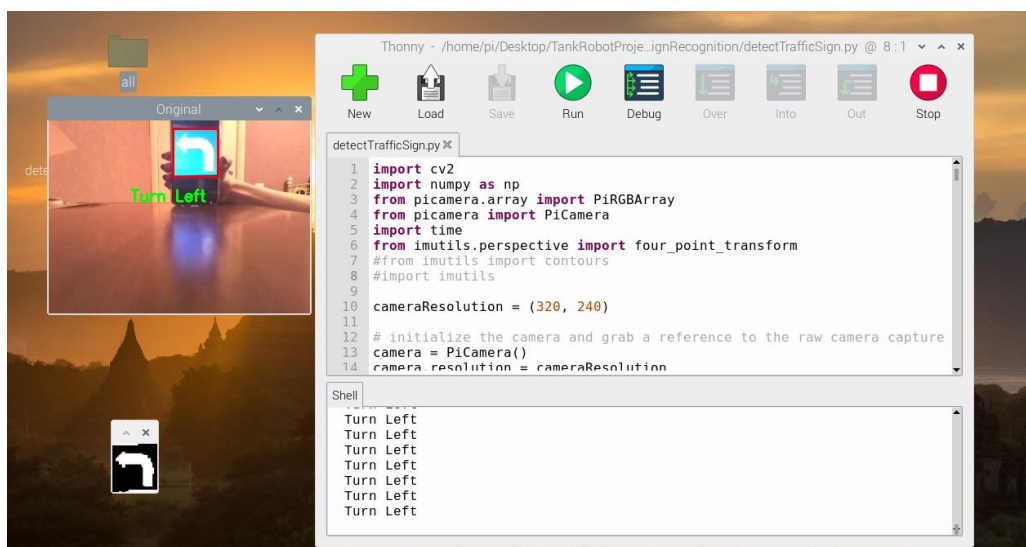 all
Original
dete
Turn Left
Thonny - /home/pi/Desktop/TankRobotProje...ignRecognition/detectTrafficSign.py @ 8:1
New Load Save Run Debug Over Into Out Stop
detectTrafficSign.py
1 import cv2
2 import numpy as np
3 from picamera.array import PiRGBArray
4 from picamera import PiCamera
5 import time
6 from imutils.perspective import four_point_transform
7 #from imutils import contours
8 #import imutils
9
10 cameraResolution = (320, 240)
11
12 # initialize the camera and grab a reference to the raw camera capture
13 camera = PiCamera()
14 camera.resolution = cameraResolution
Shell
Turn Left
Turn Left
Turn Left
Turn Left
Turn Left
Turn Left
Turn Left
Turn Left